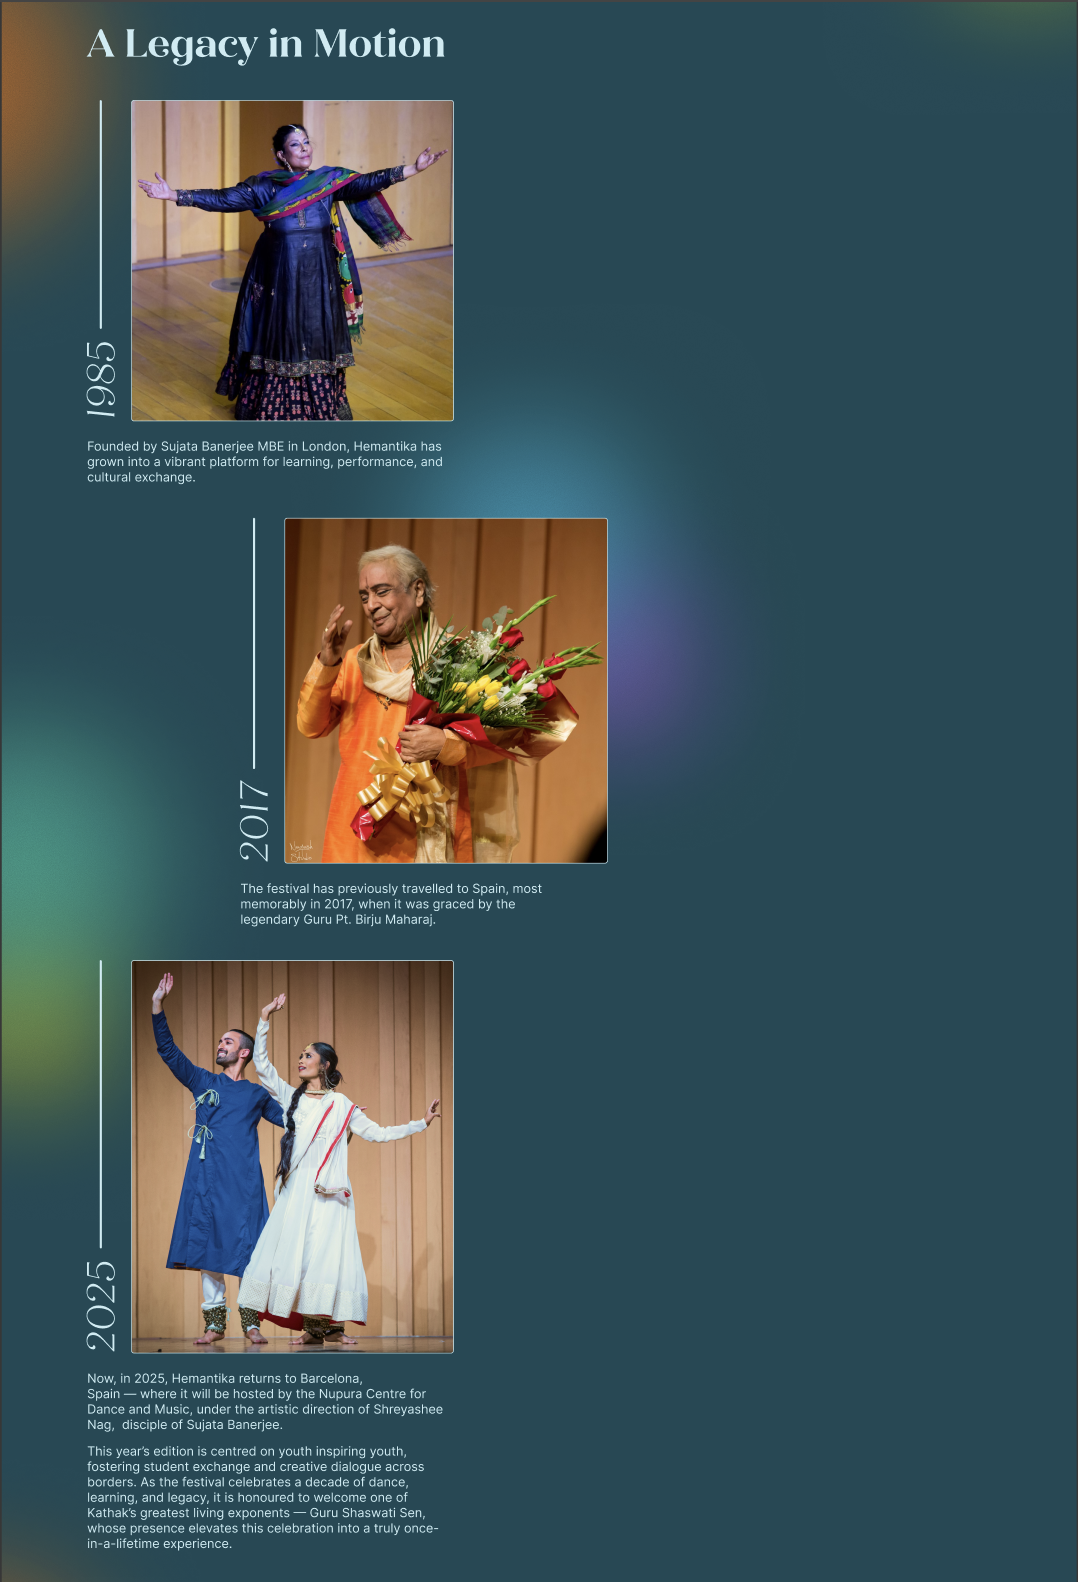 A Legacy in Motion
1985
Founded by Sujata Banerjee MBE in London, Hemantika has
grown into a vibrant platform for learning, performance, and
cultural exchange.
2017
The festival has previously travelled to Spain, most
memorably in 2017, when it was graced by the
legendary Guru Pt. Birju Maharaj.
2025
Now, in 2025, Hemantika returns to Barcelona,
Spain — where it will be hosted by the Nupura Centre for
Dance and Music, under the artistic direction of Shreyashee
Nag,  disciple of Sujata Banerjee.
This year’s edition is centred on youth inspiring youth,
fostering student exchange and creative dialogue across
borders. As the festival celebrates a decade of dance,
learning, and legacy, it is honoured to welcome one of
Kathak’s greatest living exponents — Guru Shaswati Sen,
whose presence elevates this celebration into a truly once-
in-a-lifetime experience.